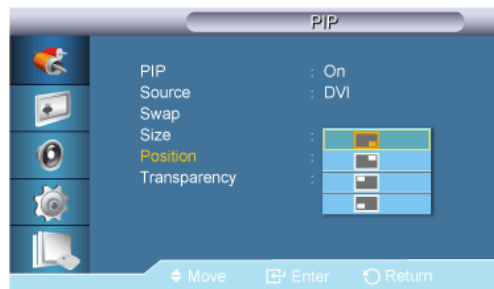 PIP
PIP : On
Source : DVI
Swap
Size :
Position :
Transparency :
Move Enter Return